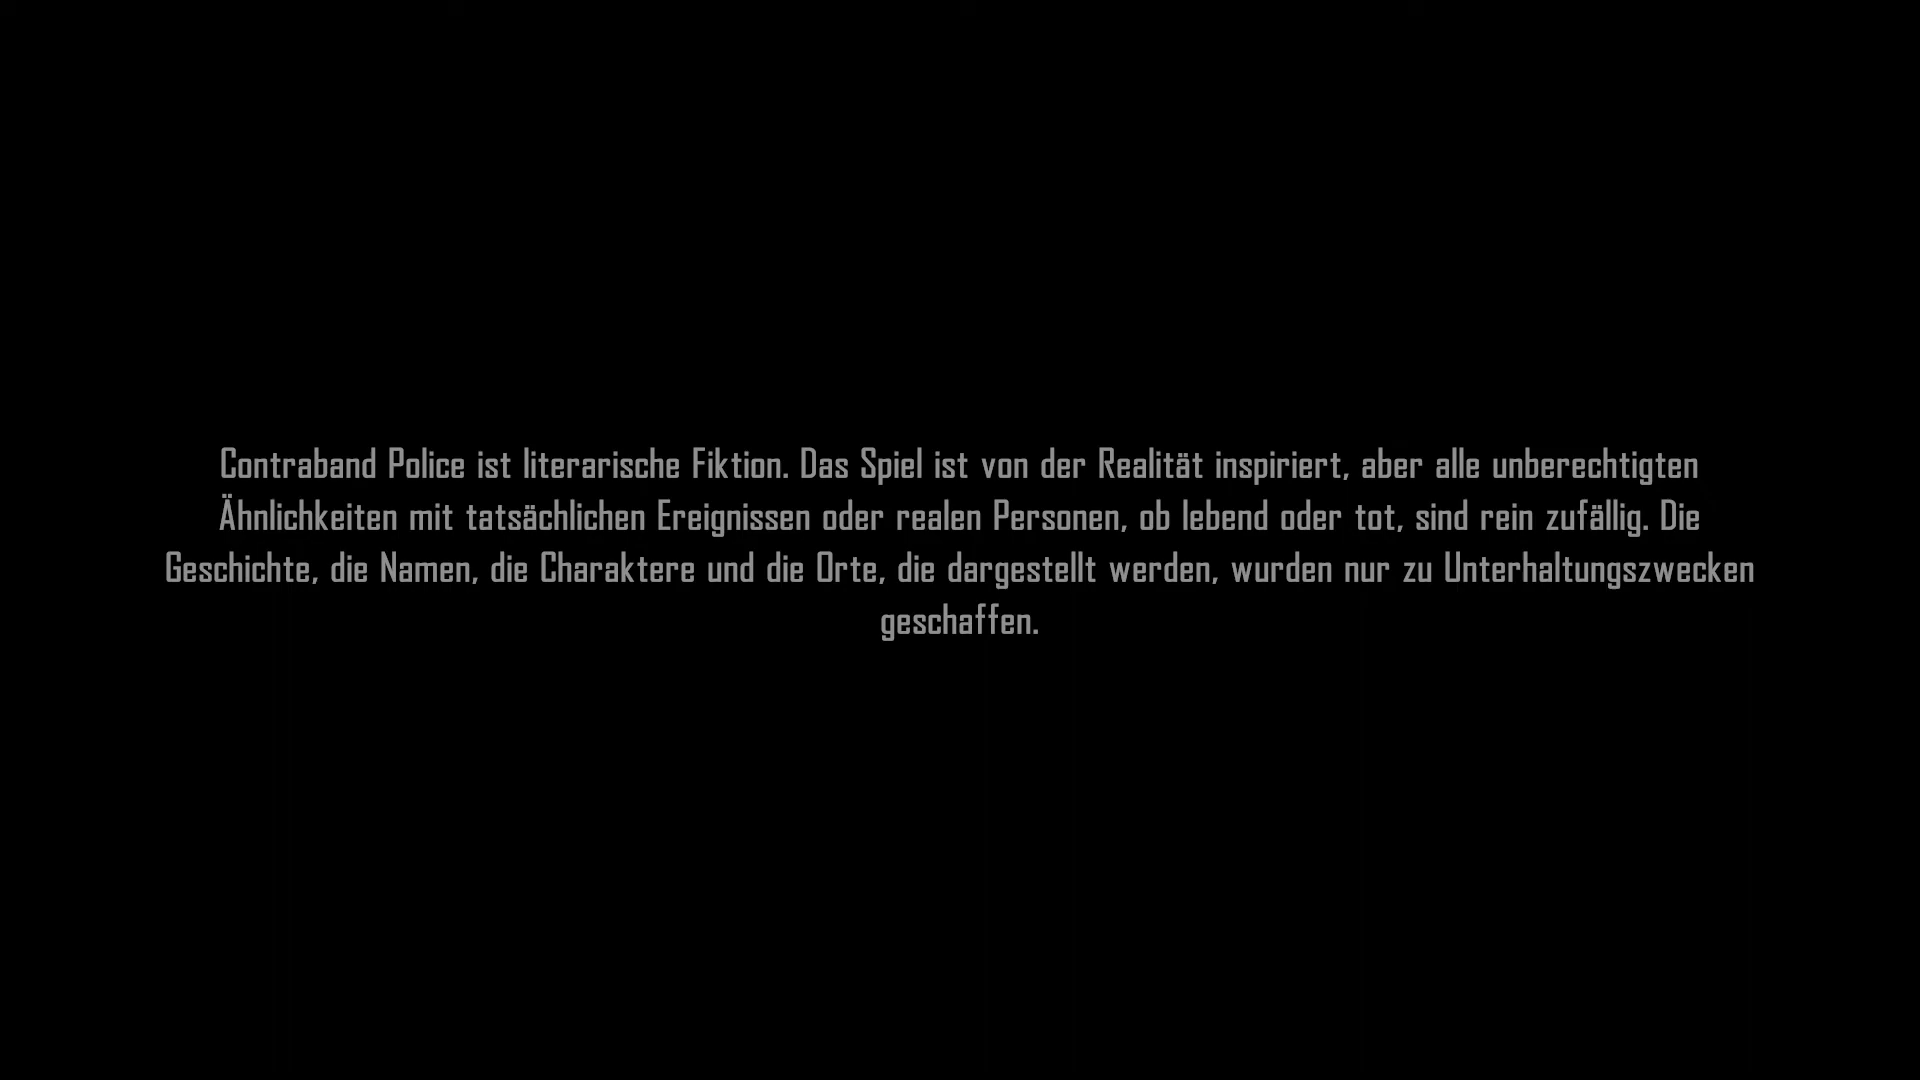 Contraband Police ist literarische Fiktion. Das Spiel ist von der Realität inspiriert, aber alle unberechtigten
Ähnlichkeiten mit tatsächlichen Ereignissen oder realen Personen, ob lebend oder tot, sind rein zufällig. Die
Geschichte, die Namen, die Charaktere und die Orte, die dargestellt werden, wurden nur zu Unterhaltungszwecken
geschaffen.